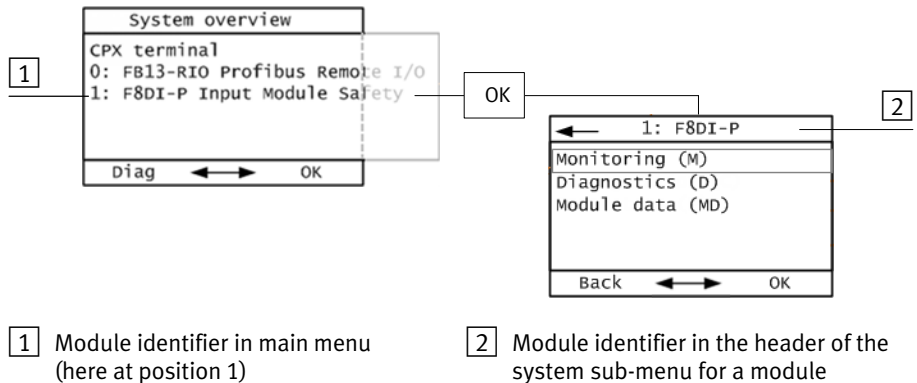 System overview
CPX terminal
0: FB13-RIO Profibus Remote I/O
1: F8DI-P Input Module Safety
Diag OK
1
OK
2
1: F8DI-P
Monitoring (M)
Diagnostics (D)
Module data (MD)
Back OK
1 Module identifier in main menu
(here at position 1)
2 Module identifier in the header of the
system sub-menu for a module